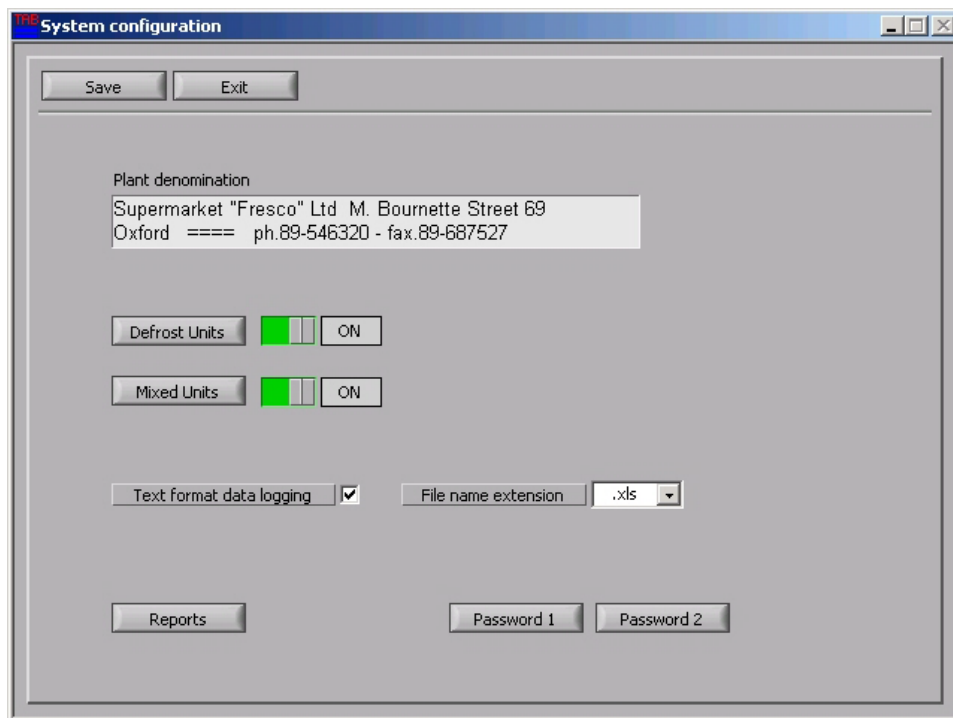 TAB System configuration
Save Exit
Plant denomination
Supermarket "Fresco" Ltd M. Bournette Street 69
Oxford ==== ph.89-546320 - fax.89-687527
Defrost Units ON
Mixed Units ON
Text format data logging File name extension .xls
Reports Password 1 Password 2